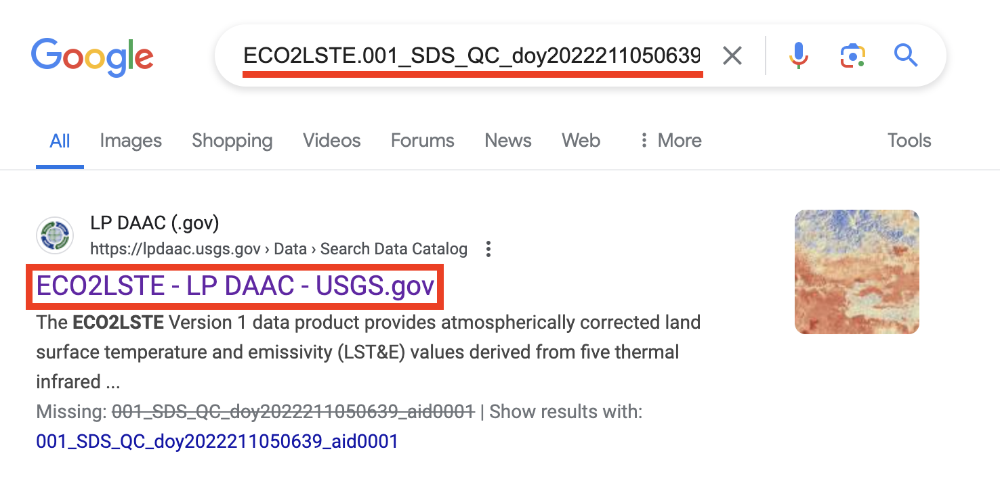 Google
ECO2LSTE.001_SDS_QC_doy2022211050639
All Images Shopping Videos Forums News Web More Tools
LP DAAC (.gov)
https://lpdaac.usgs.gov › Data › Search Data Catalog
ECO2LSTE - LP DAAC - USGS.gov
The ECO2LSTE Version 1 data product provides atmospherically corrected land
surface temperature and emissivity (LST&E) values derived from five thermal
infrared ...
Missing: 001_SDS_QC_doy2022211050639_aid0001 | Show results with:
001_SDS_QC_doy2022211050639_aid0001